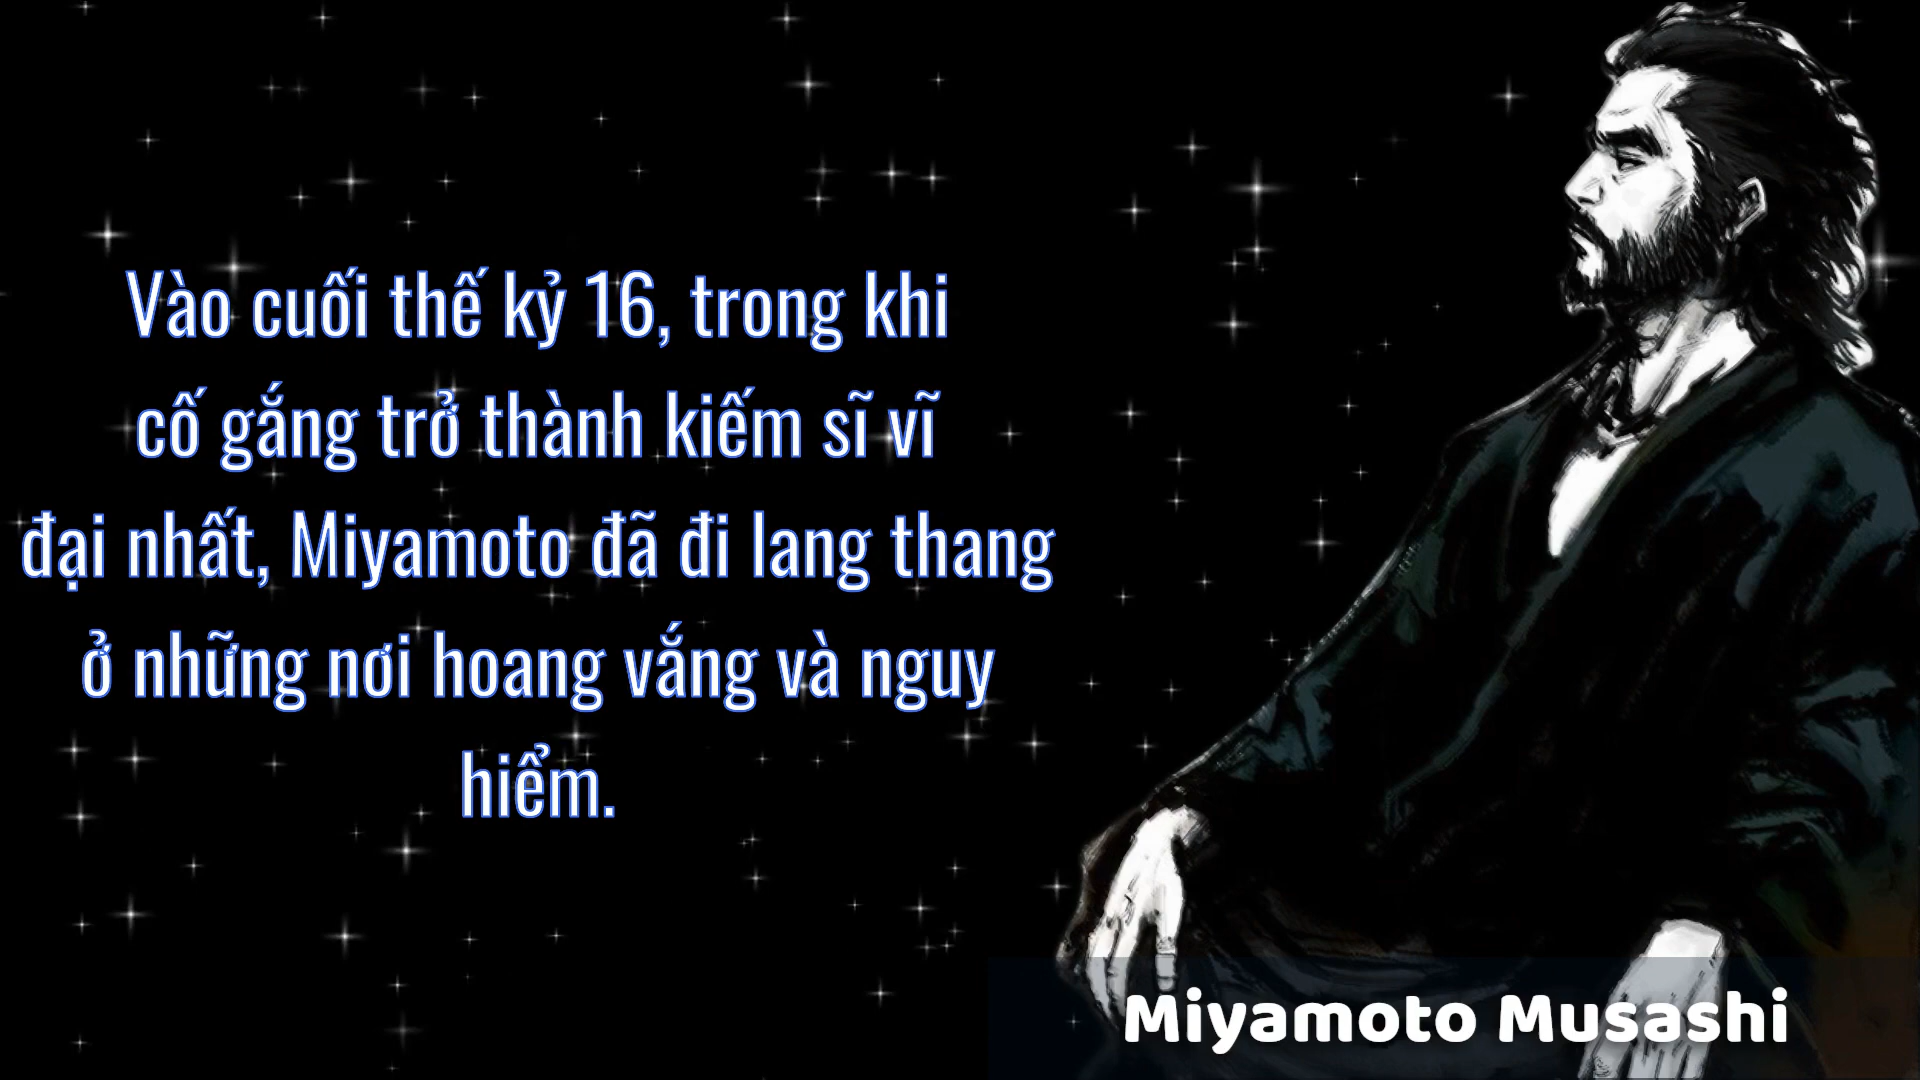 Vào cuối thế kỷ 16, trong khi
cố gắng trở thành kiếm sĩ vĩ
đại nhất, Miyamoto đã đi lang thang
ở những nơi hoang vắng và nguy
hiểm.
Miyamoto Musashi